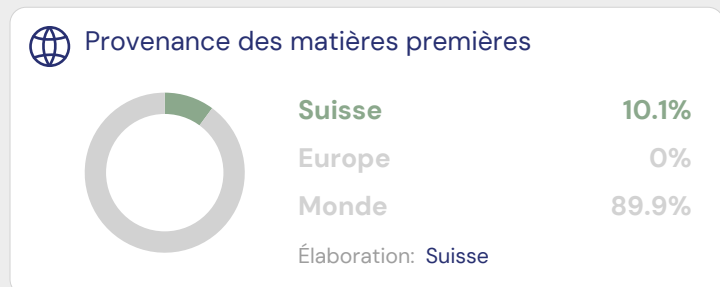 Provenance des matières premières
Suisse 10.1%
Europe 0%
Monde 89.9%
Élaboration: Suisse